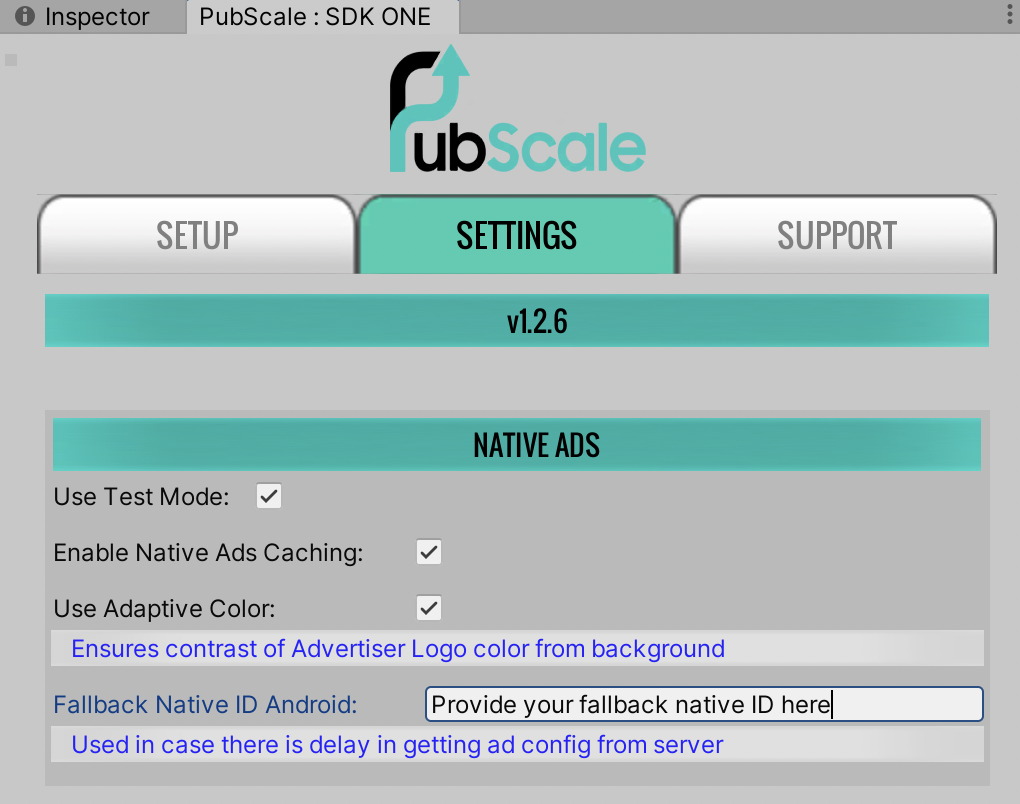 Inspector
PubScale : SDK ONE
PubScale
SETUP
SETTINGS
SUPPORT
v1.2.6
NATIVE ADS
Use Test Mode:
Enable Native Ads Caching:
Use Adaptive Color:
Ensures contrast of Advertiser Logo color from background
Fallback Native ID Android: Provide your fallback native ID here
Used in case there is delay in getting ad config from server